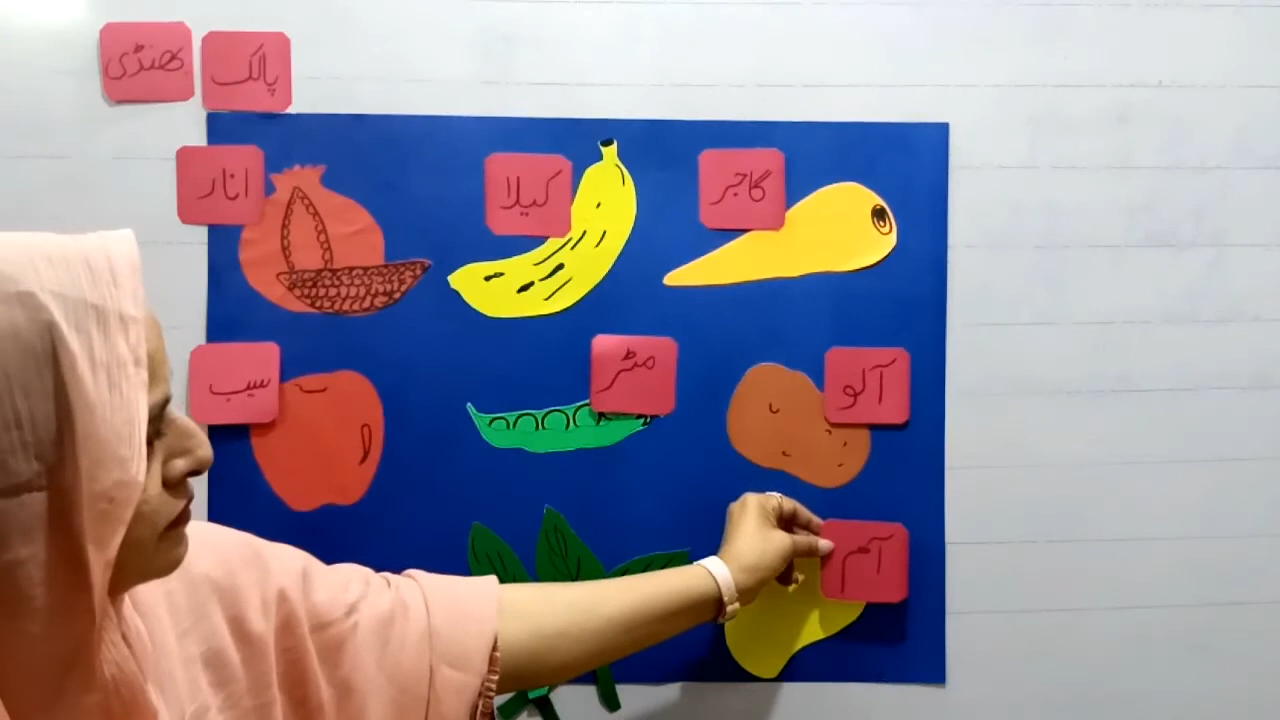 پالک
بھنڈی
گاجر
کیلا
انار
آلو
مٹر
سیب
آم